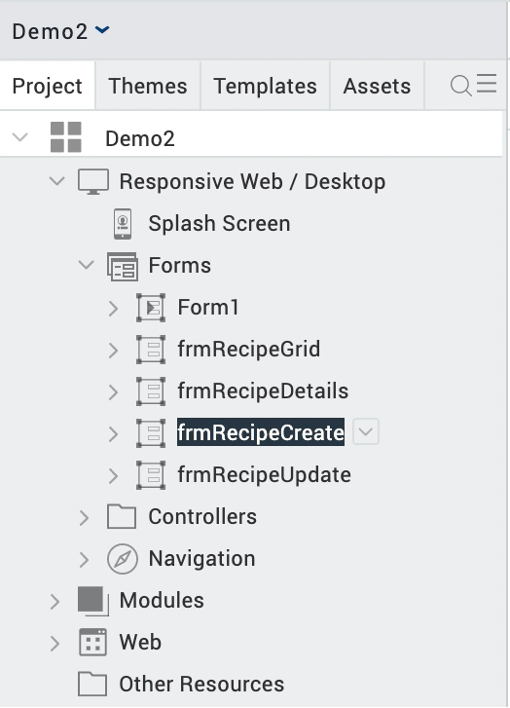 Demo2
Project Themes Templates Assets
Demo2
Responsive Web / Desktop
Splash Screen
Forms
Form1
frmRecipeGrid
frmRecipeDetails
frmRecipeCreate
frmRecipeUpdate
Controllers
Navigation
Modules
Web
Other Resources